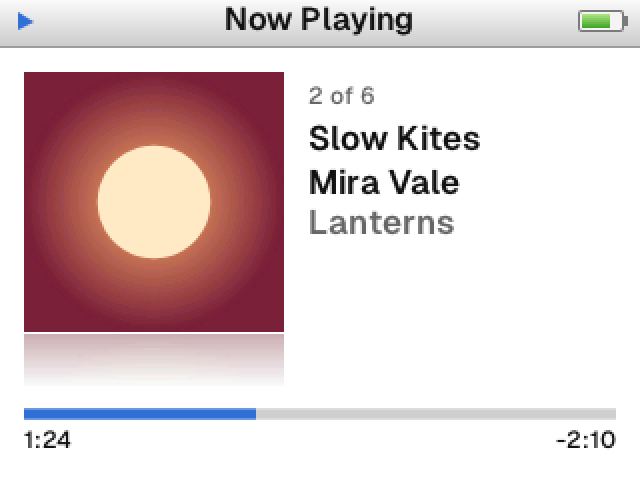 Now Playing
2 of 6
Slow Kites
Mira Vale
Lanterns
1:24
-2:10